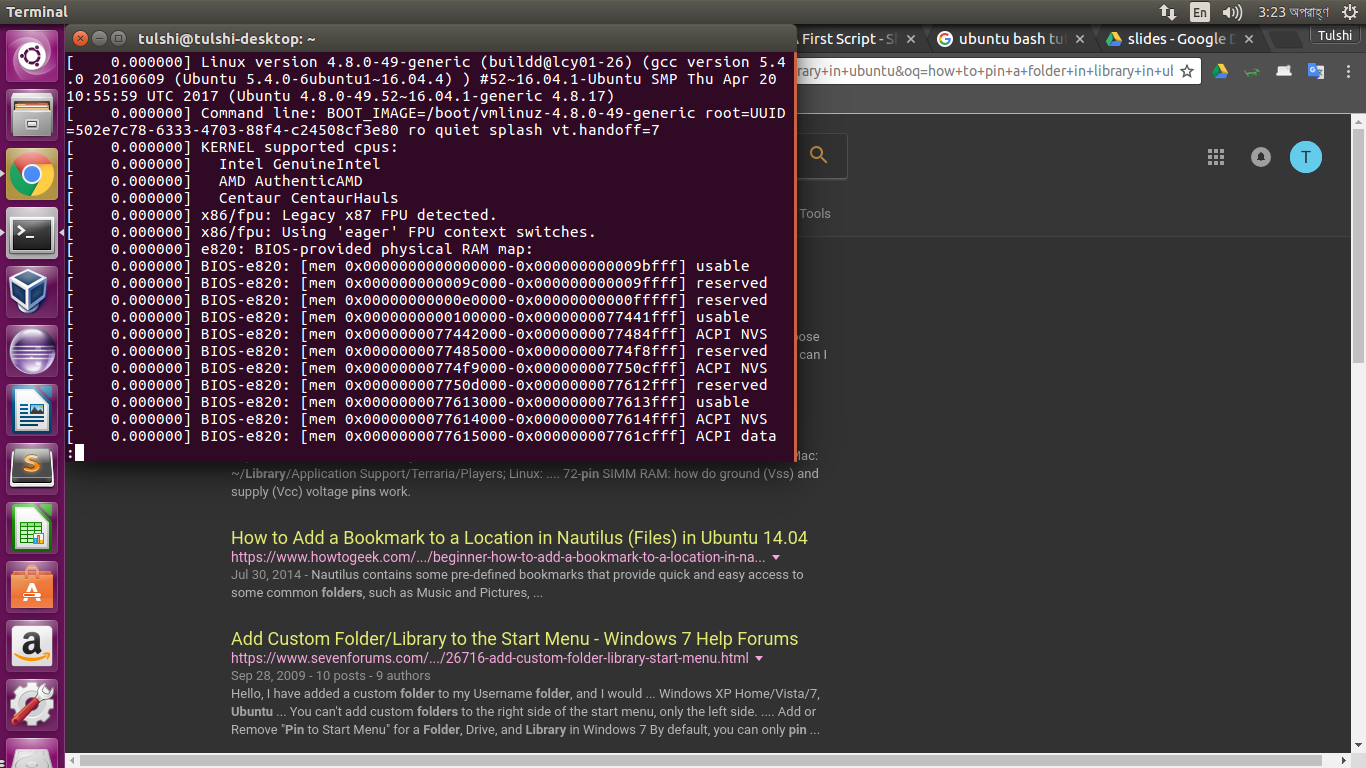 Terminal
En
3:23 অপরাহ্ণ
tulshi@tulshi-desktop: ~
First Script - S
ubuntu bash tu
slides - Google D
Tulshi
rary+in+ubuntu&oq=how+to+pin+a+folder+in+library+in+ul
[    0.000000] Linux version 4.8.0-49-generic (buildd@lcy01-26) (gcc version 5.4
.0 20160609 (Ubuntu 5.4.0-6ubuntu1~16.04.4) ) #52~16.04.1-Ubuntu SMP Thu Apr 20
10:55:59 UTC 2017 (Ubuntu 4.8.0-49.52~16.04.1-generic 4.8.17)
[    0.000000] Command line: BOOT_IMAGE=/boot/vmlinuz-4.8.0-49-generic root=UUID
=502e7c78-6333-4703-88f4-c24508cf3e80 ro quiet splash vt.handoff=7
[    0.000000] KERNEL supported cpus:
[    0.000000]   Intel GenuineIntel
[    0.000000]   AMD AuthenticAMD
[    0.000000]   Centaur CentaurHauls
[    0.000000] x86/fpu: Legacy x87 FPU detected.
[    0.000000] x86/fpu: Using 'eager' FPU context switches.
[    0.000000] e820: BIOS-provided physical RAM map:
[    0.000000] BIOS-e820: [mem 0x0000000000000000-0x000000000009bfff] usable
[    0.000000] BIOS-e820: [mem 0x000000000009c000-0x000000000009ffff] reserved
[    0.000000] BIOS-e820: [mem 0x00000000000e0000-0x00000000000fffff] reserved
[    0.000000] BIOS-e820: [mem 0x0000000000100000-0x0000000077441fff] usable
[    0.000000] BIOS-e820: [mem 0x0000000077442000-0x0000000077484fff] ACPI NVS
[    0.000000] BIOS-e820: [mem 0x0000000077485000-0x00000000774f8fff] reserved
[    0.000000] BIOS-e820: [mem 0x00000000774f9000-0x000000007750cfff] ACPI NVS
[    0.000000] BIOS-e820: [mem 0x000000007750d000-0x0000000077612fff] reserved
[    0.000000] BIOS-e820: [mem 0x0000000077613000-0x0000000077613fff] usable
[    0.000000] BIOS-e820: [mem 0x0000000077614000-0x0000000077614fff] ACPI NVS
[    0.000000] BIOS-e820: [mem 0x0000000077615000-0x000000007761cfff] ACPI data
:
T
Tools
ose
can I
Mac:
~/Library/Application Support/Terraria/Players; Linux: .... 72-pin SIMM RAM: how do ground (Vss) and
supply (Vcc) voltage pins work.
How to Add a Bookmark to a Location in Nautilus (Files) in Ubuntu 14.04
https://www.howtogeek.com/.../beginner-how-to-add-a-bookmark-to-a-location-in-na...
Jul 30, 2014 - Nautilus contains some pre-defined bookmarks that provide quick and easy access to
some common folders, such as Music and Pictures, ...
Add Custom Folder/Library to the Start Menu - Windows 7 Help Forums
https://www.sevenforums.com/.../26716-add-custom-folder-library-start-menu.html
Sep 28, 2009 - 10 posts - 9 authors
Hello, I have added a custom folder to my Username folder, and I would ... Windows XP Home/Vista/7,
Ubuntu ... You can't add custom folders to the right side of the start menu, only the left side. .... Add or
Remove "Pin to Start Menu" for a Folder, Drive, and Library in Windows 7 By default, you can only pin ...